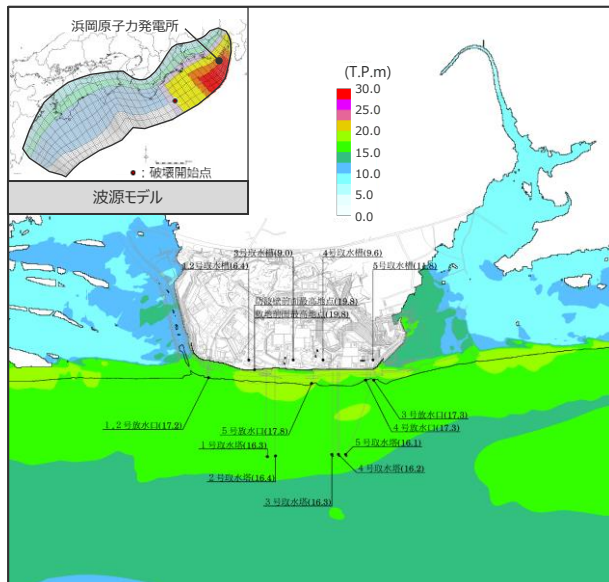 浜岡原子力発電所
●：破壊開始点
波源モデル
(T.P.m)
30.0
25.0
20.0
15.0
10.0
5.0
0.0
3号取水槽(9.0)
4号取水槽(9.6)
1,2号取水槽(6.4)
5号取水槽(11.8)
防波壁前面最高地点(19.8)
敷地前面最高地点(19.8)
1,2号放水口(17.2)
5号放水口(17.8)
3号放水口(17.3)
4号放水口(17.3)
1号取水塔(16.3)
5号取水塔(16.1)
2号取水塔(16.4)
4号取水塔(16.2)
3号取水塔(16.3)